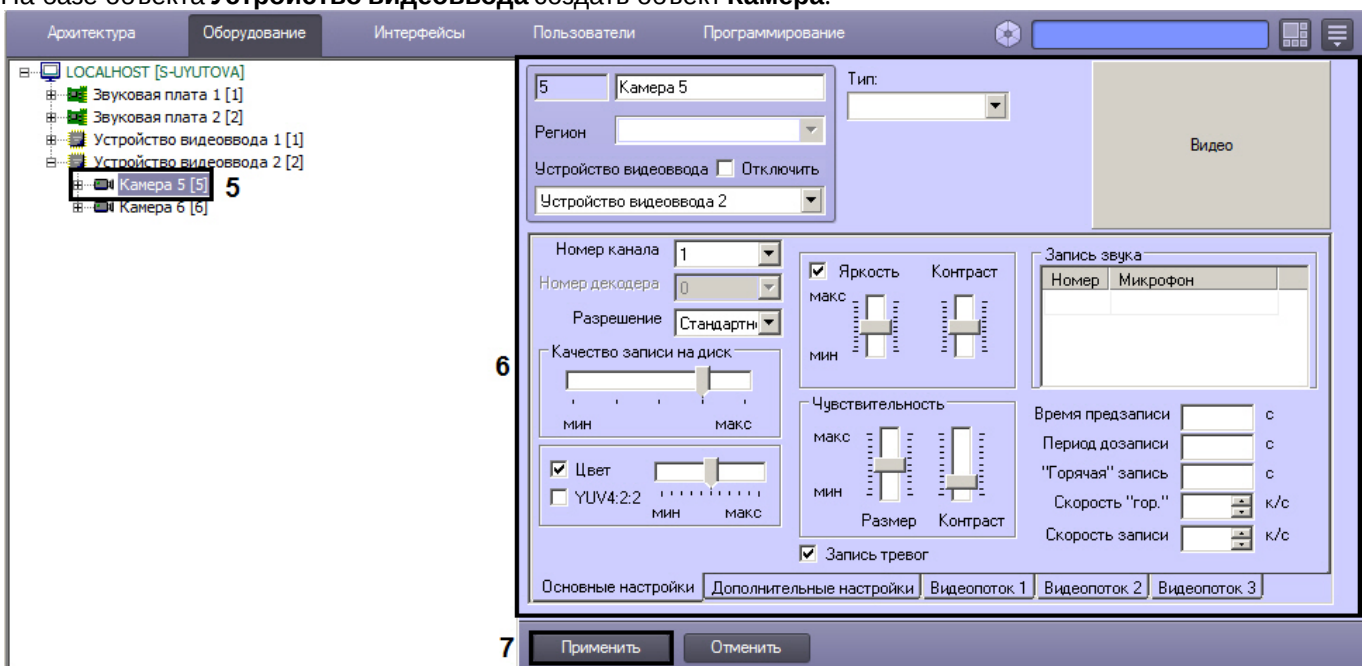 На базе объекта Устройство видеоввода создать объект Камера.
Архитектура Оборудование Интерфейсы Пользователи Программирование
LOCALHOST [S-UYUTOVA]
Звуковая плата 1 [1]
Звуковая плата 2 [2]
Устройство видеоввода 1 [1]
Устройство видеоввода 2 [2]
Камера 5 [5]
5
Камера 6 [6]
5 Камера 5
Тип:
Регион
Устройство видеоввода Отключить
Устройство видеоввода 2
Видео
6
Номер канала 1
Номер декодера 0
Разрешение Стандартн
Качество записи на диск
мин макс
Цвет
YUV4:2:2
мин макс
Яркость Контраст
макс
мин
Чувствительность
макс
мин
Размер Контраст
Запись тревог
Запись звука
Номер Микрофон
Время предзаписи с
Период дозаписи с
"Горячая" запись с
Скорость "гор." к/с
Скорость записи к/с
Основные настройки Дополнительные настройки Видеопоток 1 Видеопоток 2 Видеопоток 3
7
Применить Отменить